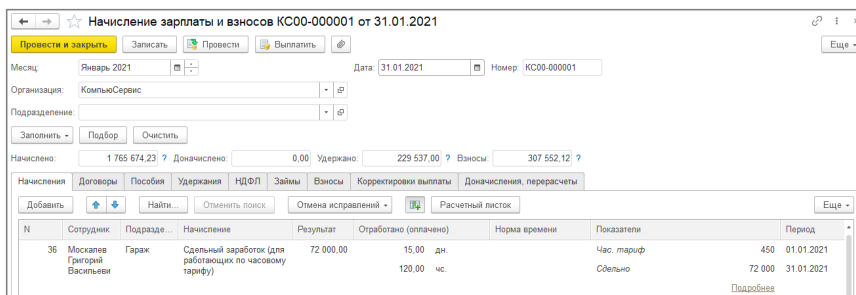 Начисление зарплаты и взносов КС00-000001 от 31.01.2021
Провести и закрыть Записать Провести Выплатить Еще
Месяц: Январь 2021 Дата: 31.01.2021 Номер: КС00-000001
Организация: КомпьюСервис
Подразделение:
Заполнить Подбор Очистить
Начислено: 1 765 674,23 ? Доначислено: 0,00 Удержано: 229 537,00 ? Взносы: 307 552,12 ?
Начисления Договоры Пособия Удержания НДФЛ Займы Взносы Корректировки выплаты Доначисления, перерасчеты
Добавить Найти... Отменить поиск Отмена исправлений Расчетный листок Еще
N Сотрудник Подразде... Начисление Результат Отработано (оплачено) Норма времени Показатели Период
36 Москалев Гараж Сдельный заработок (для 72 000,00 15,00 дн. Час. тариф 450 01.01.2021
Григорий работающих по часовому
Васильеви тарифу) 120,00 чс. Сдельно 72 000 31.01.2021
Подробнее